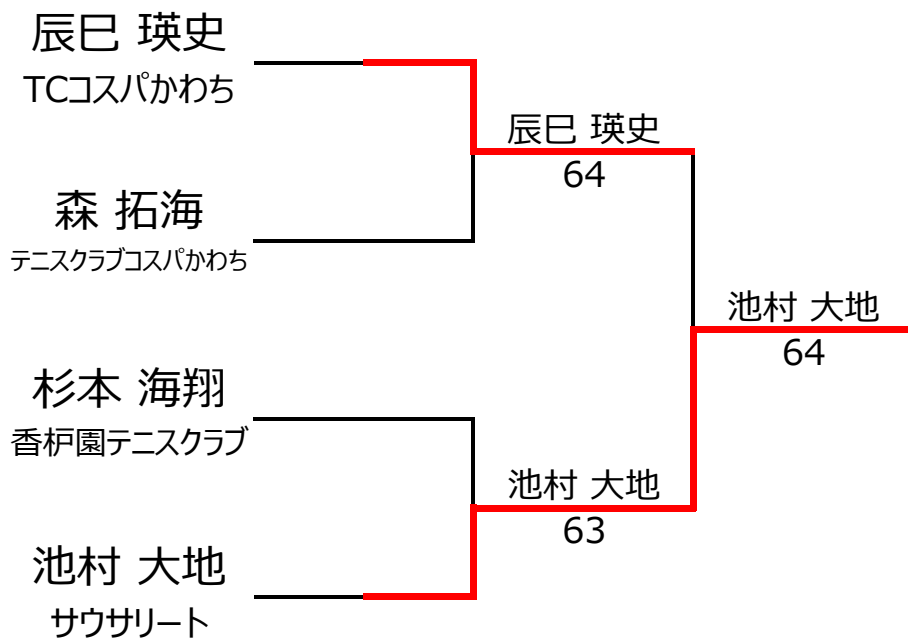 辰巳 瑛史
TCコスパかわち
辰巳 瑛史
64
森 拓海
テニスクラブコスパかわち
池村 大地
64
杉本 海翔
香枦園テニスクラブ
池村 大地
63
池村 大地
サウサリート